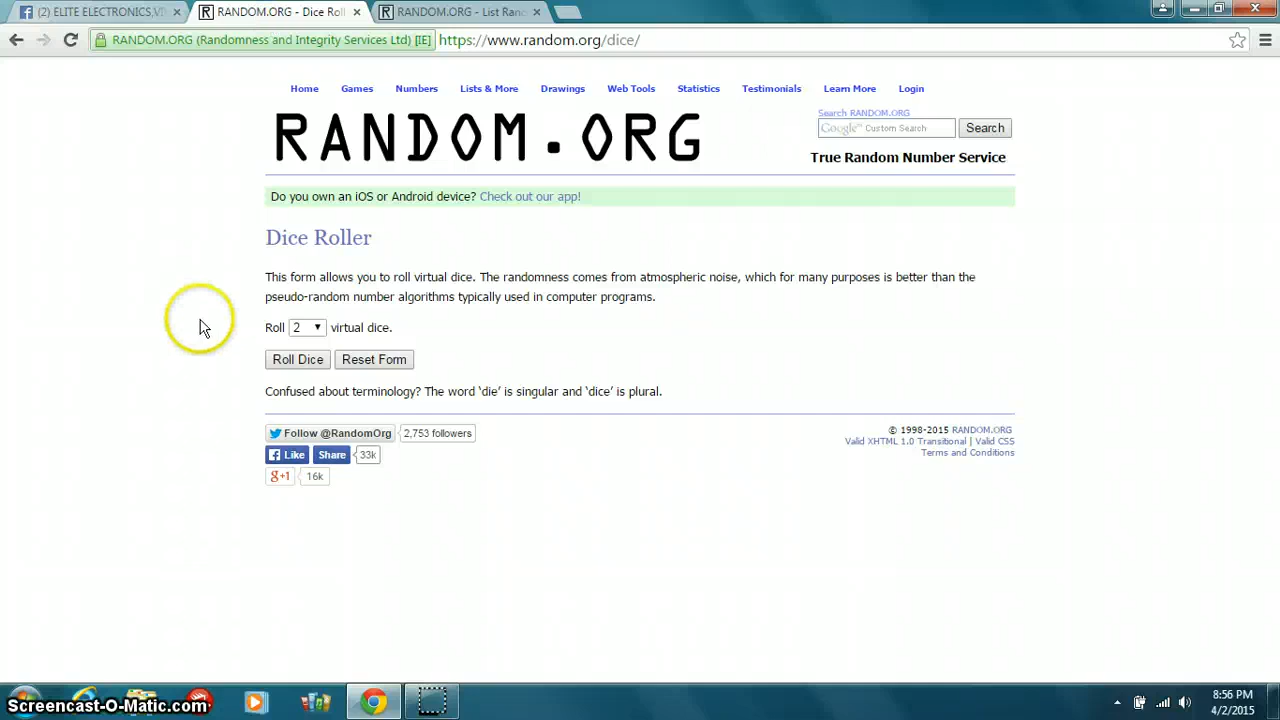 (2) ELITE ELECTRONICS,VI
RANDOM.ORG - Dice Roll
RANDOM.ORG - List Rand
RANDOM.ORG (Randomness and Integrity Services Ltd) [IE]
https://www.random.org/dice/
Home Games Numbers Lists & More Drawings Web Tools Statistics Testimonials Learn More Login
RANDOM.ORG
Search RANDOM.ORG
Google™ Custom Search
Search
True Random Number Service
Do you own an iOS or Android device? Check out our app!
Dice Roller
This form allows you to roll virtual dice. The randomness comes from atmospheric noise, which for many purposes is better than the
pseudo-random number algorithms typically used in computer programs.
Roll 2 virtual dice.
Roll Dice Reset Form
Confused about terminology? The word ‘die’ is singular and ‘dice’ is plural.
Follow @RandomOrg 2,753 followers
Like Share 33k
g+1 16k
© 1998-2015 RANDOM.ORG
Valid XHTML 1.0 Transitional | Valid CSS
Terms and Conditions
Screencast-O-Matic.com
8:56 PM
4/2/2015